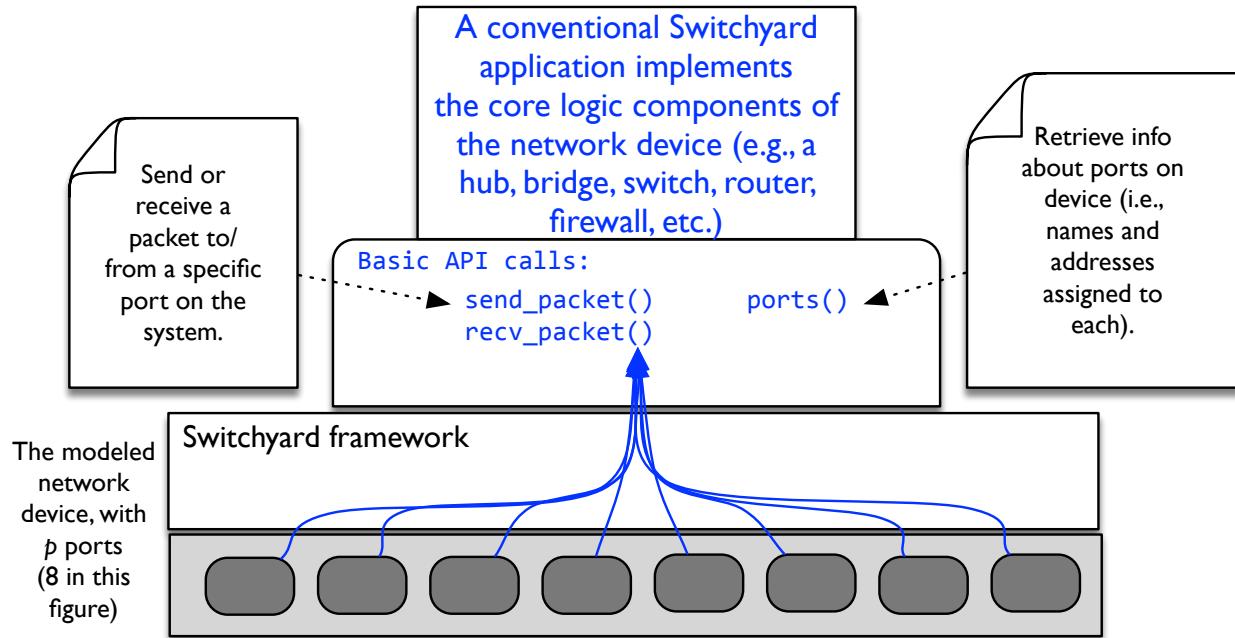 A conventional Switchyard
application implements
the core logic components of
the network device (e.g., a
hub, bridge, switch, router,
firewall, etc.)
Send or
receive a
packet to/
from a specific
port on the
system.
Retrieve info
about ports on
device (i.e.,
names and
addresses
assigned to
each).
Basic API calls:
send_packet()
ports()
recv_packet()
Switchyard framework
The modeled
network
device, with
p ports
(8 in this
figure)